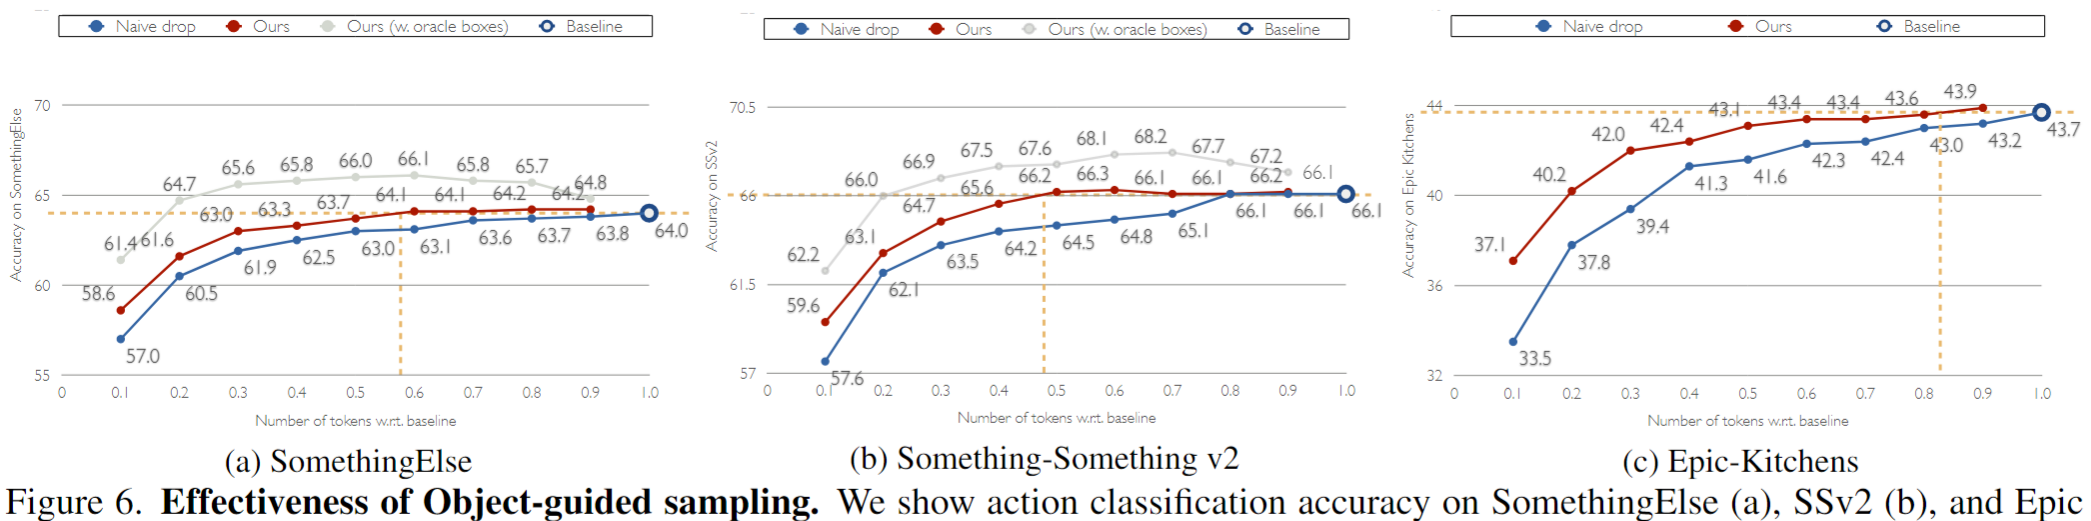 Naive drop Ours Ours (w. oracle boxes) Baseline
Accuracy on SomethingElse
70
65
60
55
61.4 64.7 65.6 65.8 66.0 66.1 65.8 65.7 64.8
58.6 61.6 63.0 63.3 63.7 64.1 64.1 64.2 64.2
57.0 60.5 61.9 62.5 63.0 63.1 63.6 63.7 63.8 64.0
0 0.1 0.2 0.3 0.4 0.5 0.6 0.7 0.8 0.9 1.0
Number of tokens w.r.t. baseline
(a) SomethingElse
Naive drop Ours Ours (w. oracle boxes) Baseline
Accuracy on SSv2
70.5
66
61.5
57
62.2 66.0 66.9 67.5 67.6 68.1 68.2 67.7 67.2 66.1
59.6 63.1 64.7 65.6 66.2 66.3 66.1 66.1 66.2
57.6 62.1 63.5 64.2 64.5 64.8 65.1 66.1 66.1 66.1
0 0.1 0.2 0.3 0.4 0.5 0.6 0.7 0.8 0.9 1.0
Number of tokens w.r.t. baseline
(b) Something-Something v2
Naive drop Ours Baseline
Accuracy on Epic Kitchens
44
40
36
32
37.1 40.2 42.0 42.4 43.1 43.4 43.4 43.6 43.9
33.5 37.8 39.4 41.3 41.6 42.3 42.4 43.0 43.2 43.7
0 0.1 0.2 0.3 0.4 0.5 0.6 0.7 0.8 0.9 1.0
Number of tokens w.r.t. baseline
(c) Epic-Kitchens
Figure 6. Effectiveness of Object-guided sampling. We show action classification accuracy on SomethingElse (a), SSv2 (b), and Epic